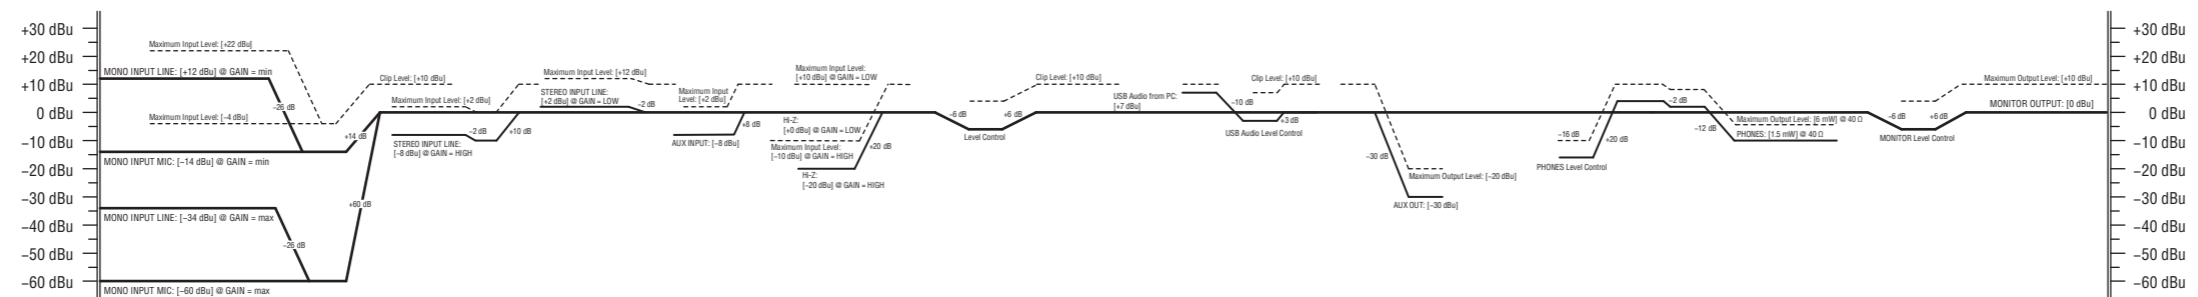 +30 dBu
+20 dBu
+10 dBu
0 dBu
−10 dBu
−20 dBu
−30 dBu
−40 dBu
−50 dBu
−60 dBu
Maximum Input Level: [+22 dBu]
MONO INPUT LINE: [+12 dBu] @ GAIN = min
−26 dB
Maximum Input Level: [−4 dBu]
MONO INPUT MIC: [−14 dBu] @ GAIN = min
+14 dB
MONO INPUT LINE: [−34 dBu] @ GAIN = max
−26 dB
+60 dB
MONO INPUT MIC: [−60 dBu] @ GAIN = max
Clip Level: [+10 dBu]
Maximum Input Level: [+2 dBu]
−2 dB
+10 dB
STEREO INPUT LINE:
[−8 dBu] @ GAIN = HIGH
Maximum Input Level: [+12 dBu]
STEREO INPUT LINE:
[+2 dBu] @ GAIN = LOW
−2 dB
Maximum Input
Level: [+2 dBu]
+8 dB
AUX INPUT: [−8 dBu]
Maximum Input Level:
[+10 dBu] @ GAIN = LOW
Hi-Z:
[+0 dBu] @ GAIN = LOW
Maximum Input Level:
[−10 dBu] @ GAIN = HIGH
+20 dB
Hi-Z:
[−20 dBu] @ GAIN = HIGH
−6 dB
+6 dB
Level Control
Clip Level: [+10 dBu]
USB Audio from PC:
[+7 dBu]
−10 dB
+3 dB
USB Audio Level Control
Clip Level: [+10 dBu]
−30 dB
Maximum Output Level: [−20 dBu]
AUX OUT: [−30 dBu]
−16 dB
+20 dB
PHONES Level Control
−2 dB
−12 dB
Maximum Output Level: [6 mW] @ 40 Ω
PHONES: [1.5 mW] @ 40 Ω
−6 dB
+6 dB
MONITOR Level Control
Maximum Output Level: [+10 dBu]
MONITOR OUTPUT: [0 dBu]
+30 dBu
+20 dBu
+10 dBu
0 dBu
−10 dBu
−20 dBu
−30 dBu
−40 dBu
−50 dBu
−60 dBu